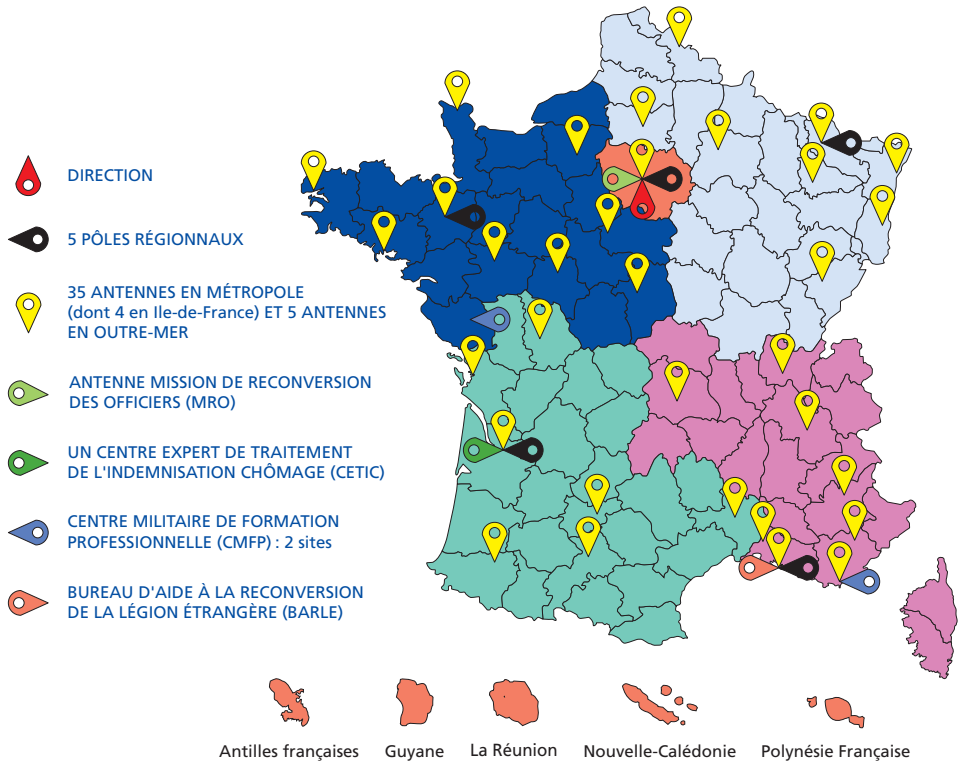 DIRECTION
5 PÔLES RÉGIONNAUX
35 ANTENNES EN MÉTROPOLE
(dont 4 en Ile-de-France) ET 5 ANTENNES
EN OUTRE-MER
ANTENNE MISSION DE RECONVERSION
DES OFFICIERS (MRO)
UN CENTRE EXPERT DE TRAITEMENT
DE L'INDEMNISATION CHÔMAGE (CETIC)
CENTRE MILITAIRE DE FORMATION
PROFESSIONNELLE (CMFP) : 2 sites
BUREAU D'AIDE À LA RECONVERSION
DE LA LÉGION ÉTRANGÈRE (BARLE)
Antilles françaises
Guyane
La Réunion
Nouvelle-Calédonie
Polynésie Française